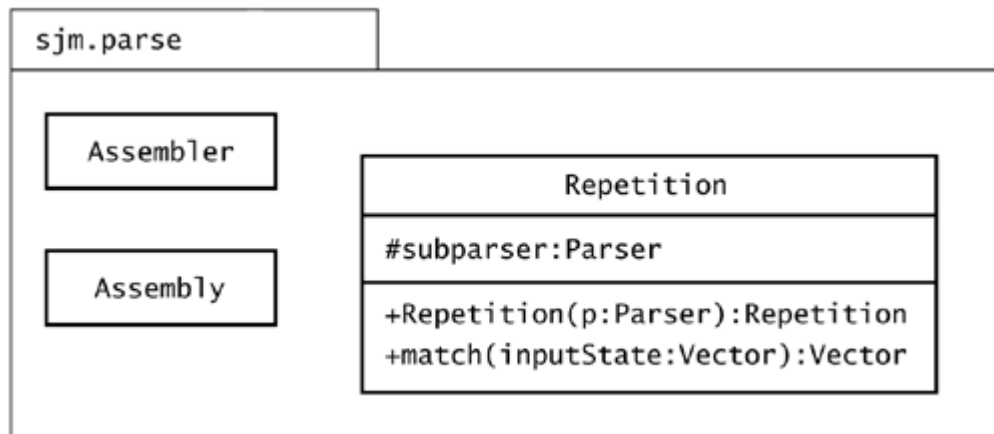 sjm.parse
Assembler
Assembly
Repetition
#subparser:Parser
+Repetition(p:Parser):Repetition
+match(inputState:Vector):Vector